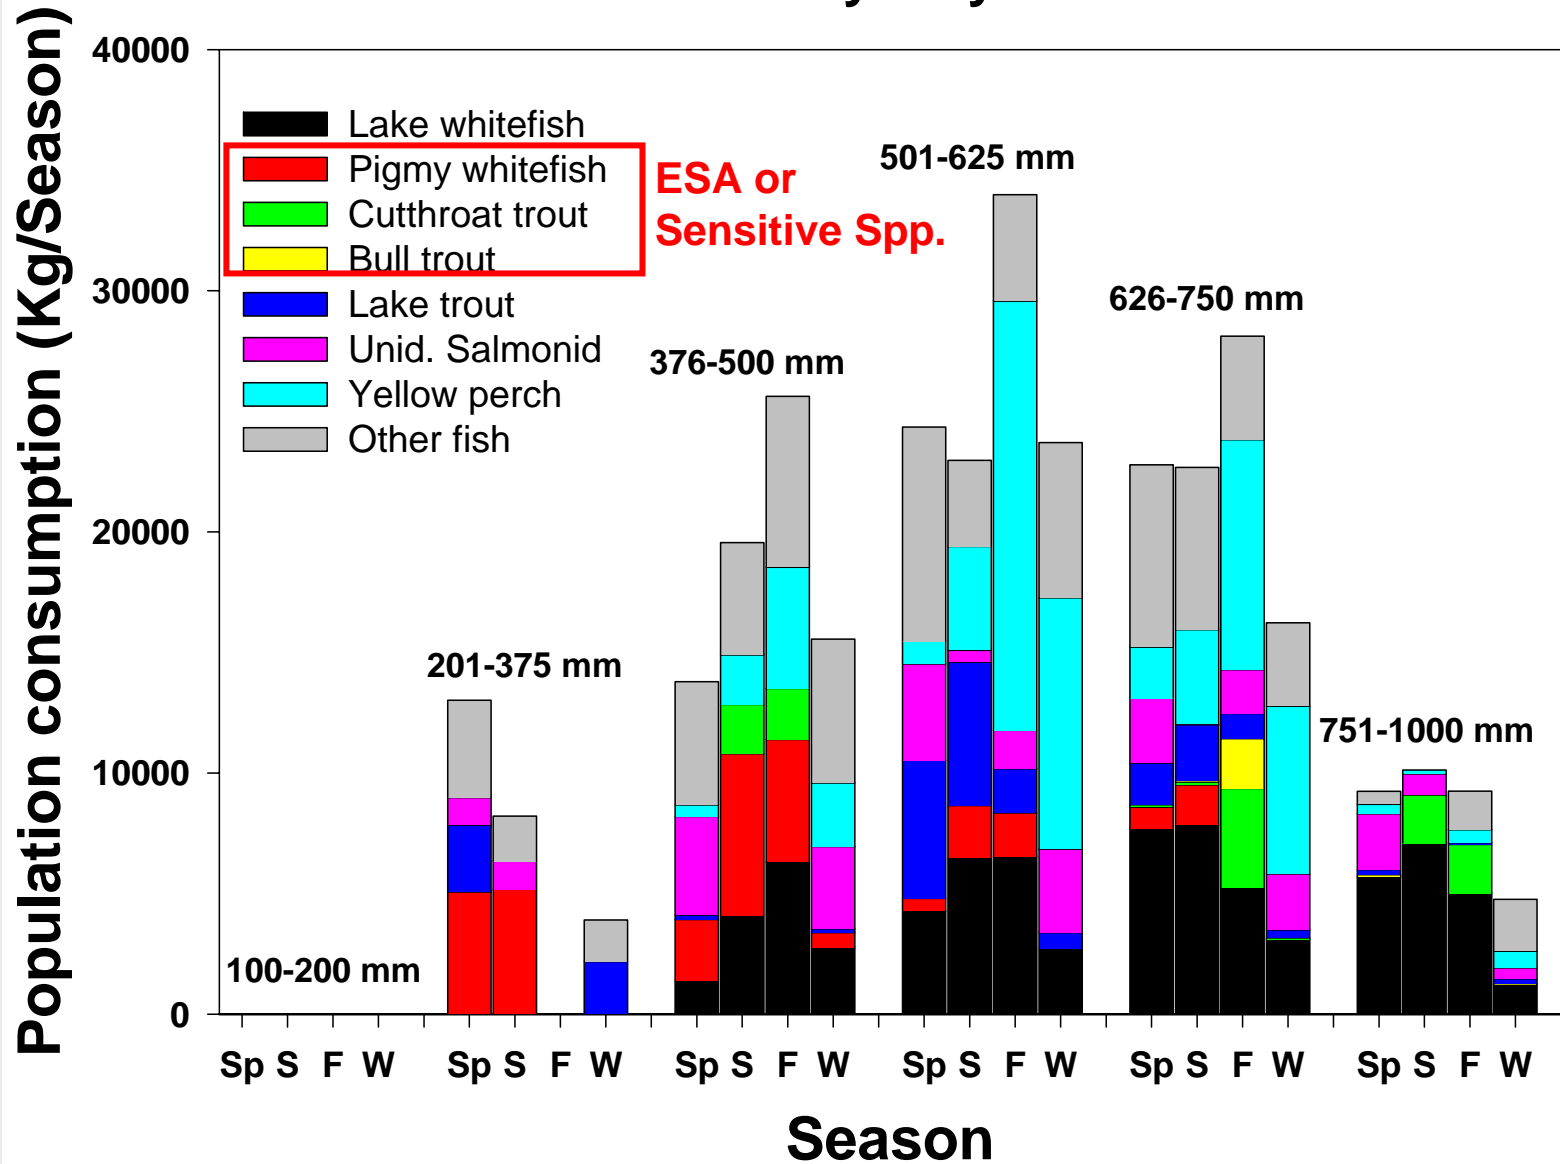 Population consumption (Kg/Season)
40000
30000
20000
10000
0
Lake whitefish
Pigmy whitefish
Cutthroat trout
Bull trout
Lake trout
Unid. Salmonid
Yellow perch
Other fish
ESA or
Sensitive Spp.
100-200 mm
201-375 mm
376-500 mm
501-625 mm
626-750 mm
751-1000 mm
Sp S F W Sp S F W Sp S F W Sp S F W Sp S F W Sp S F W
Season